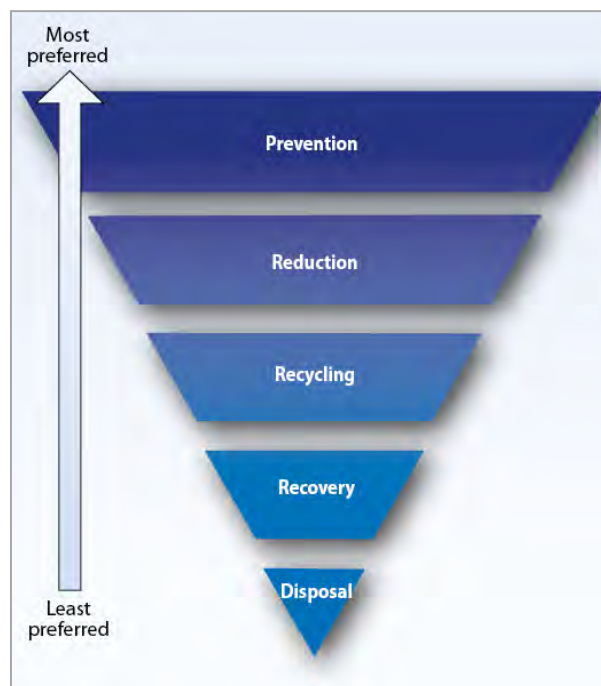 Most
preferred
Prevention
Reduction
Recycling
Recovery
Disposal
Least
preferred